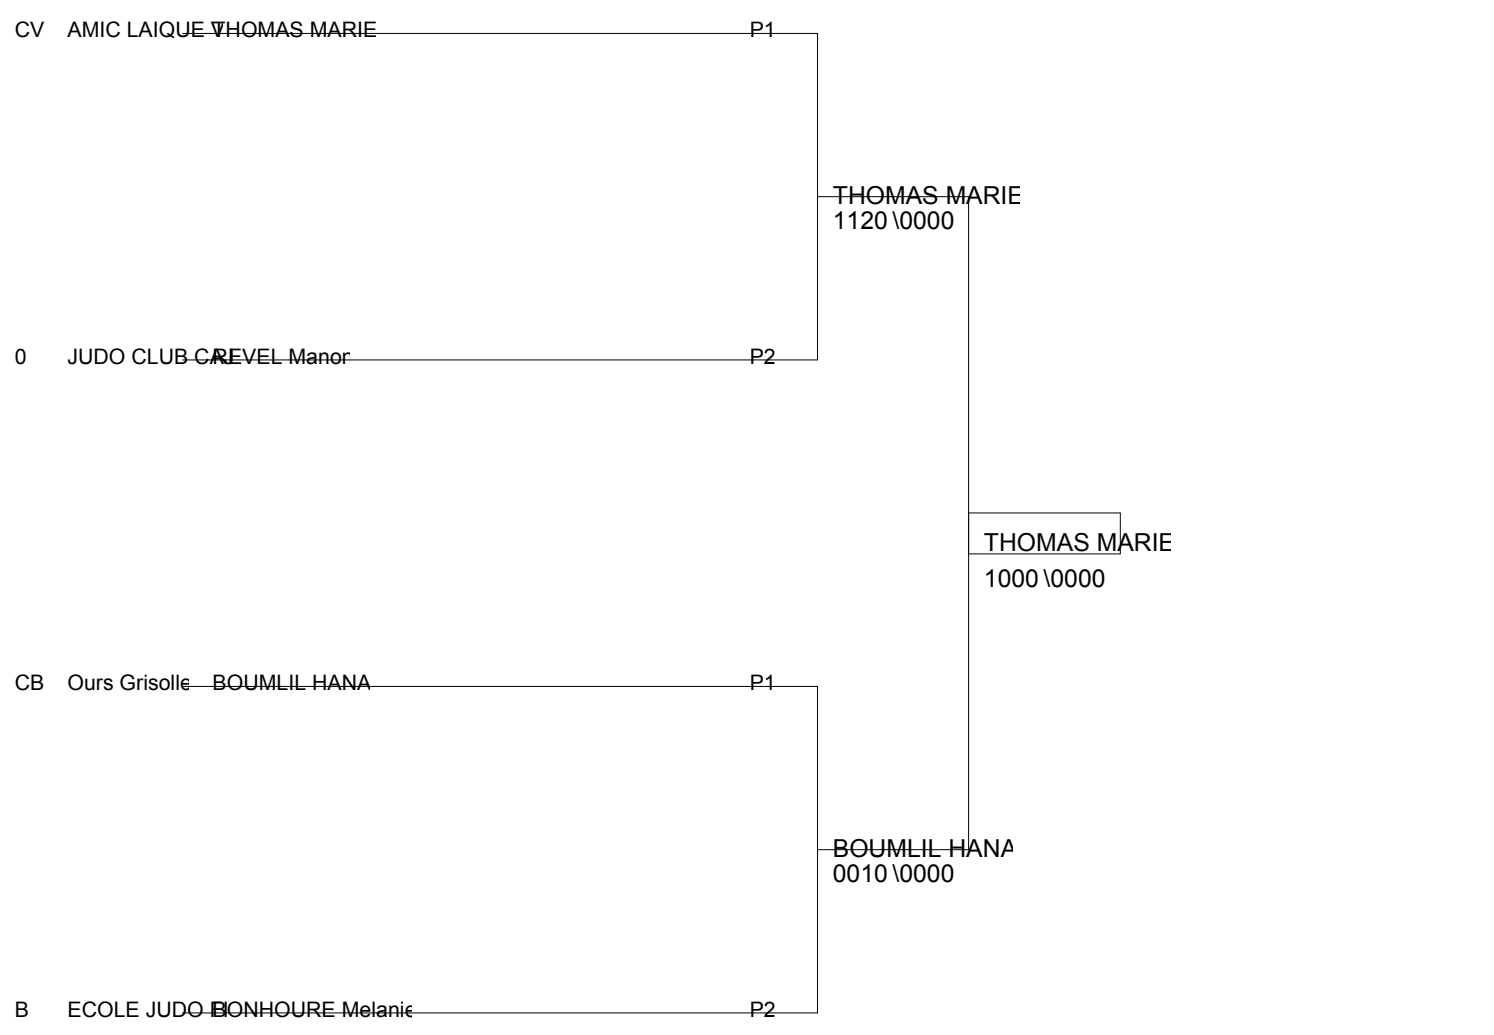 CV AMIC LAIQUE V THOMAS MARIE P1
THOMAS MARIE
1120 \0000
0 JUDO CLUB CAJ REVEL Manon P2
THOMAS MARIE
1000 \0000
CB Ours Grisolle BOUMLIL HANA P1
BOUMLIL HANA
0010 \0000
B ECOLE JUDO BONHOURE Melanie P2